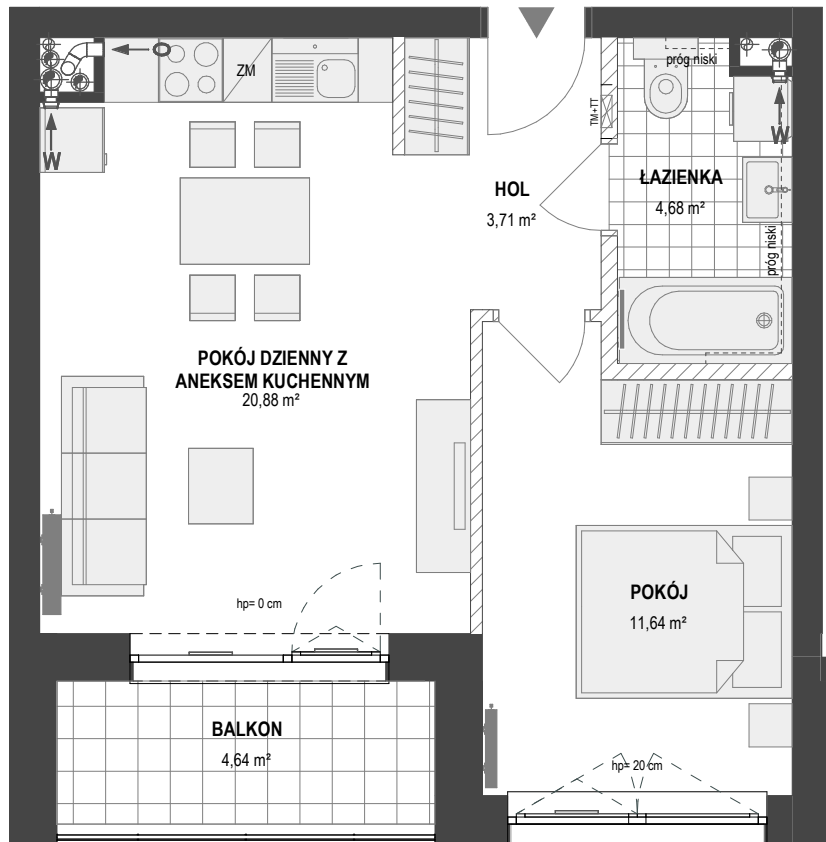 O
ZM
próg niski
W
W
TM+TT
HOL
3,71 m²
ŁAZIENKA
4,68 m²
próg niski
POKÓJ DZIENNY Z
ANEKSEM KUCHENNYM
20,88 m²
POKÓJ
11,64 m²
hp= 0 cm
BALKON
4,64 m²
hp= 20 cm